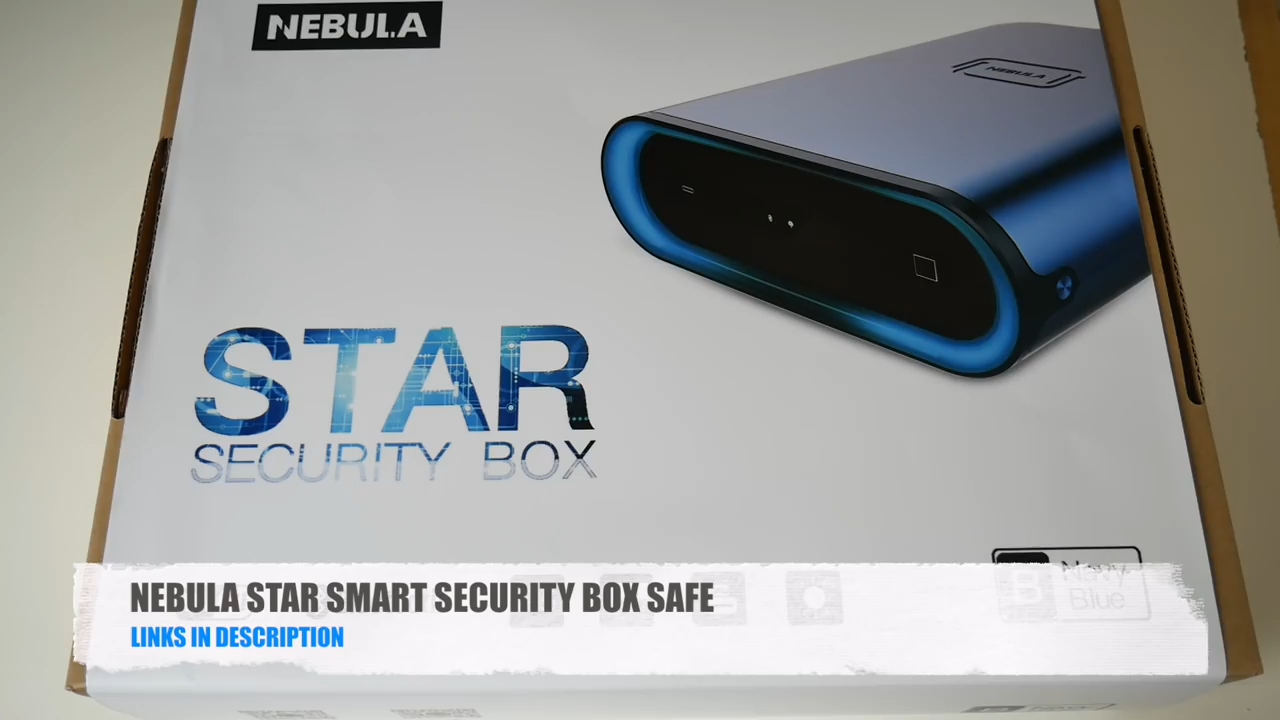 NEBULA
NEBULA
STAR
SECURITY BOX
B Navy
Blue
NEBULA STAR SMART SECURITY BOX SAFE
LINKS IN DESCRIPTION